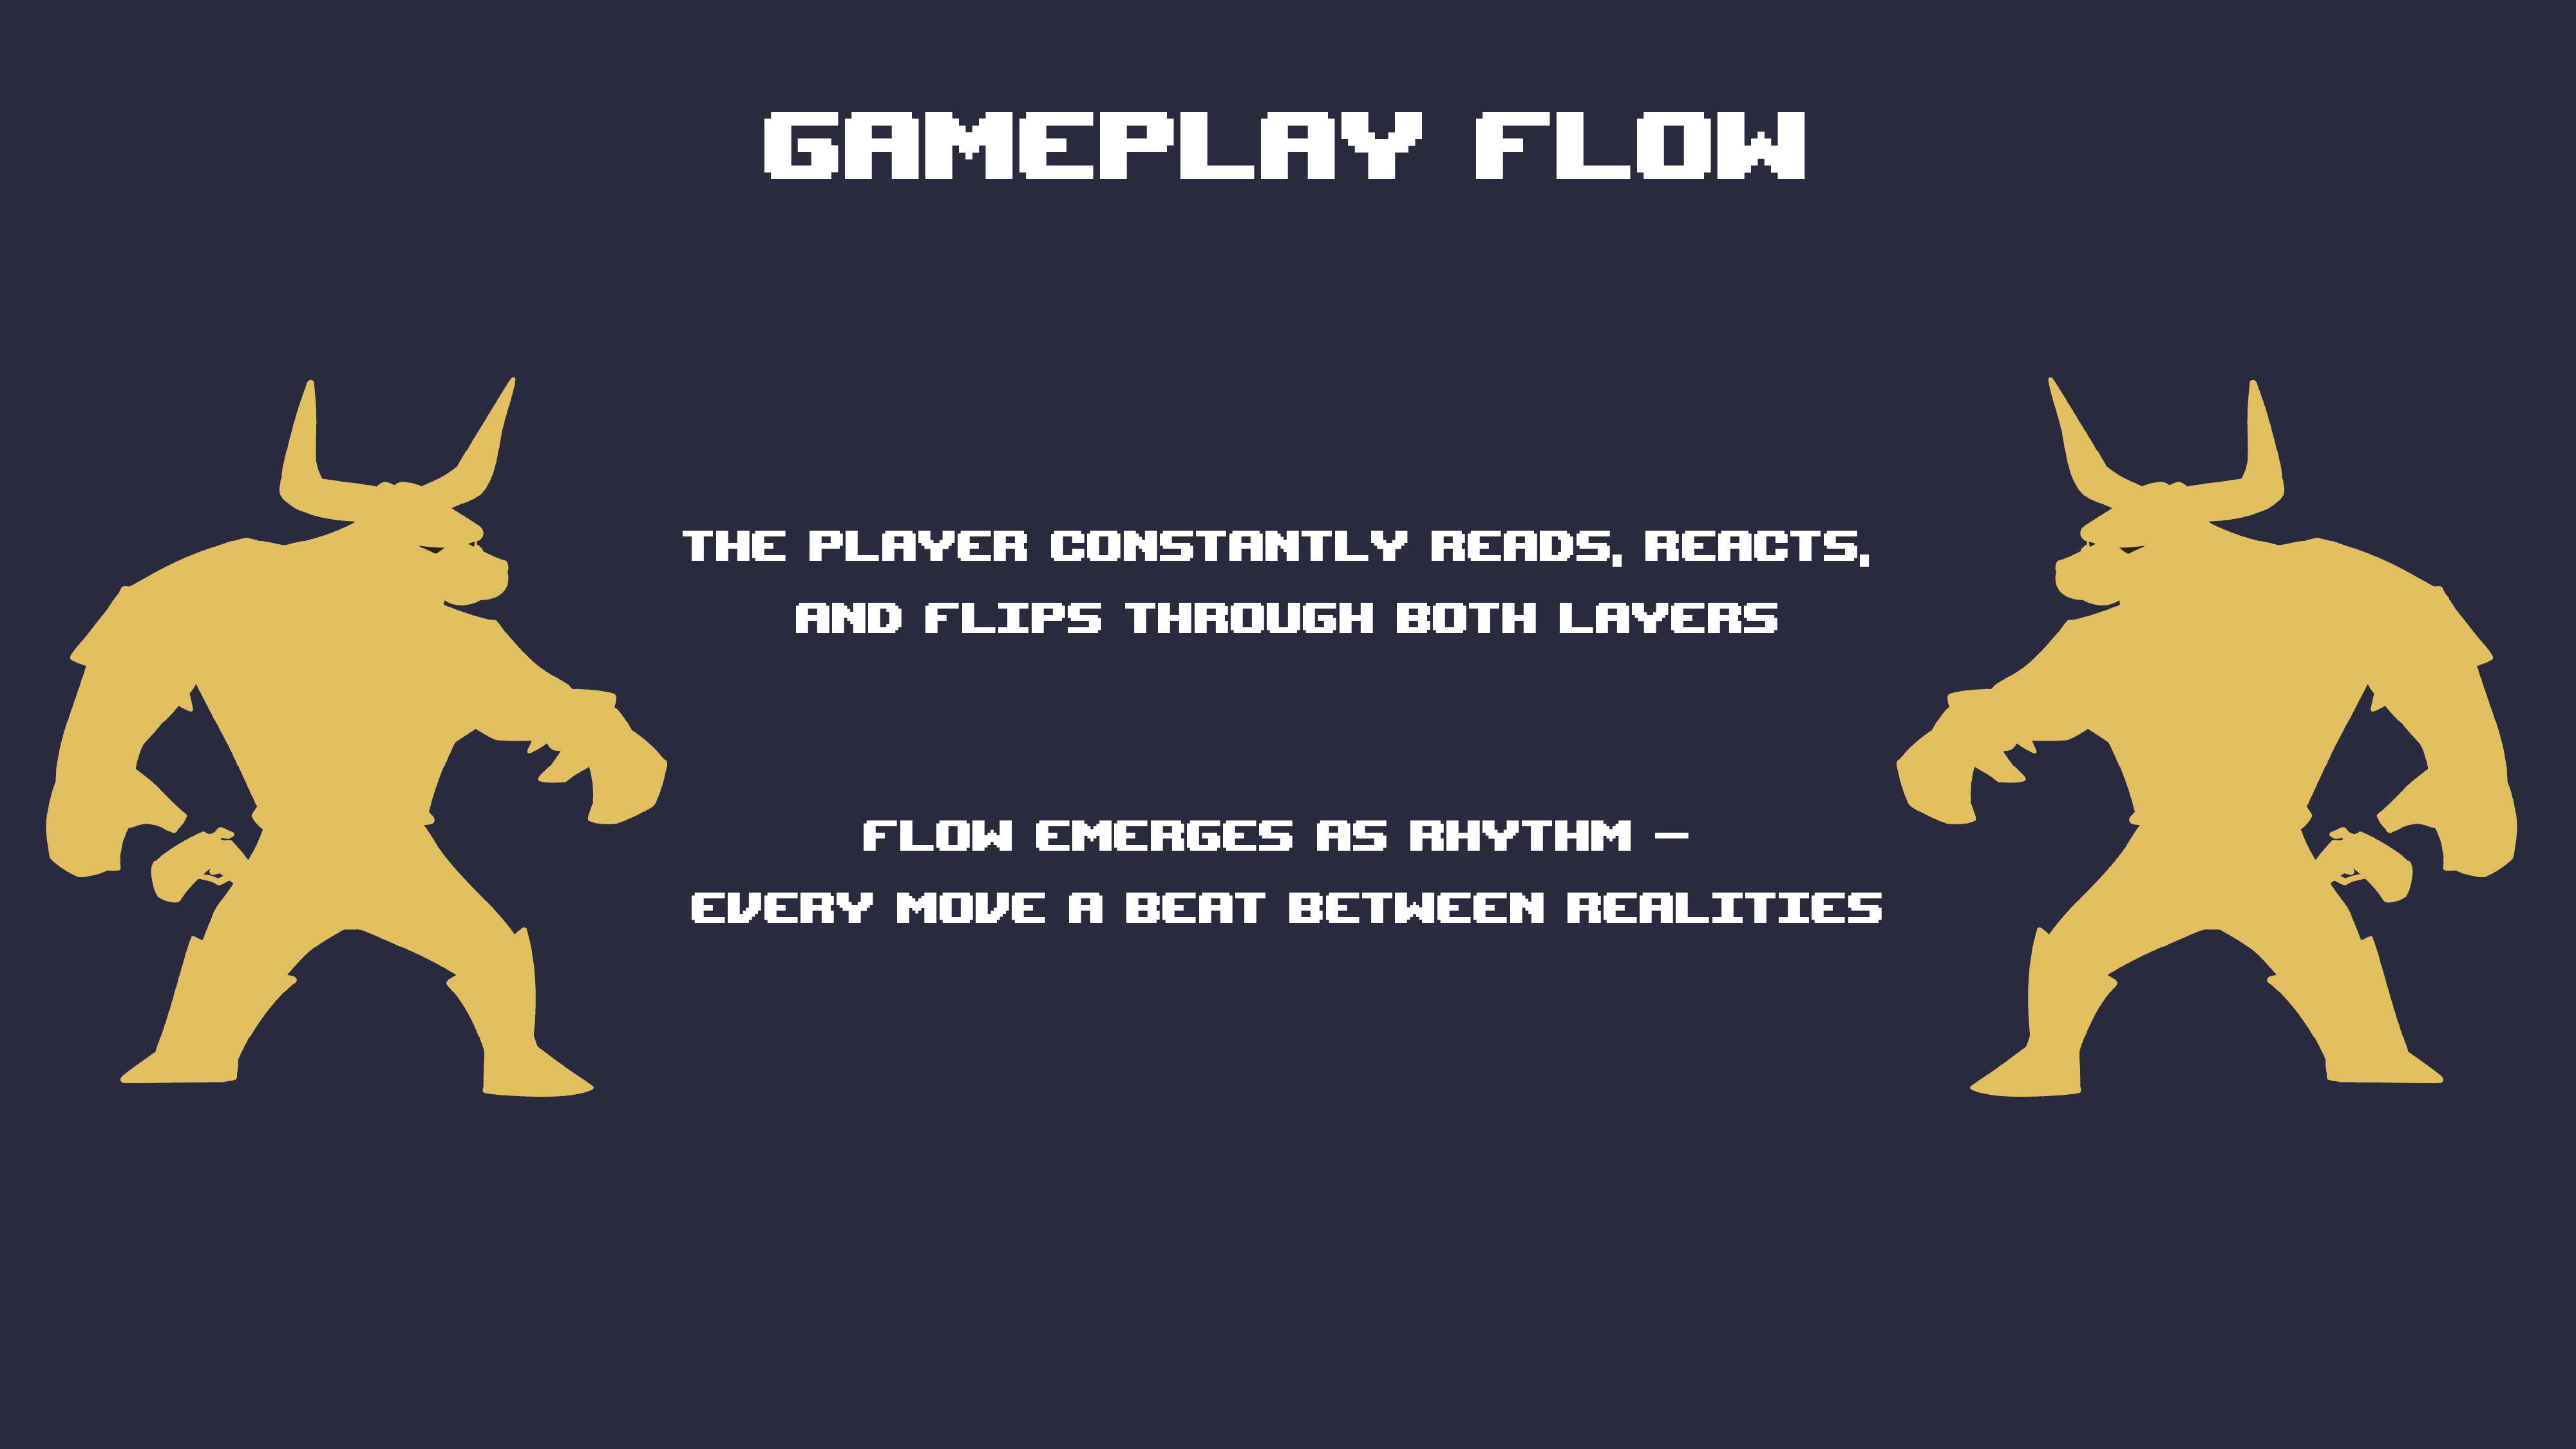 GAMEPLAY FLOW
THE PLAYER CONSTANTLY READS, REACTS,
AND FLIPS THROUGH BOTH LAYERS
FLOW EMERGES AS RHYTHM —
EVERY MOVE A BEAT BETWEEN REALITIES